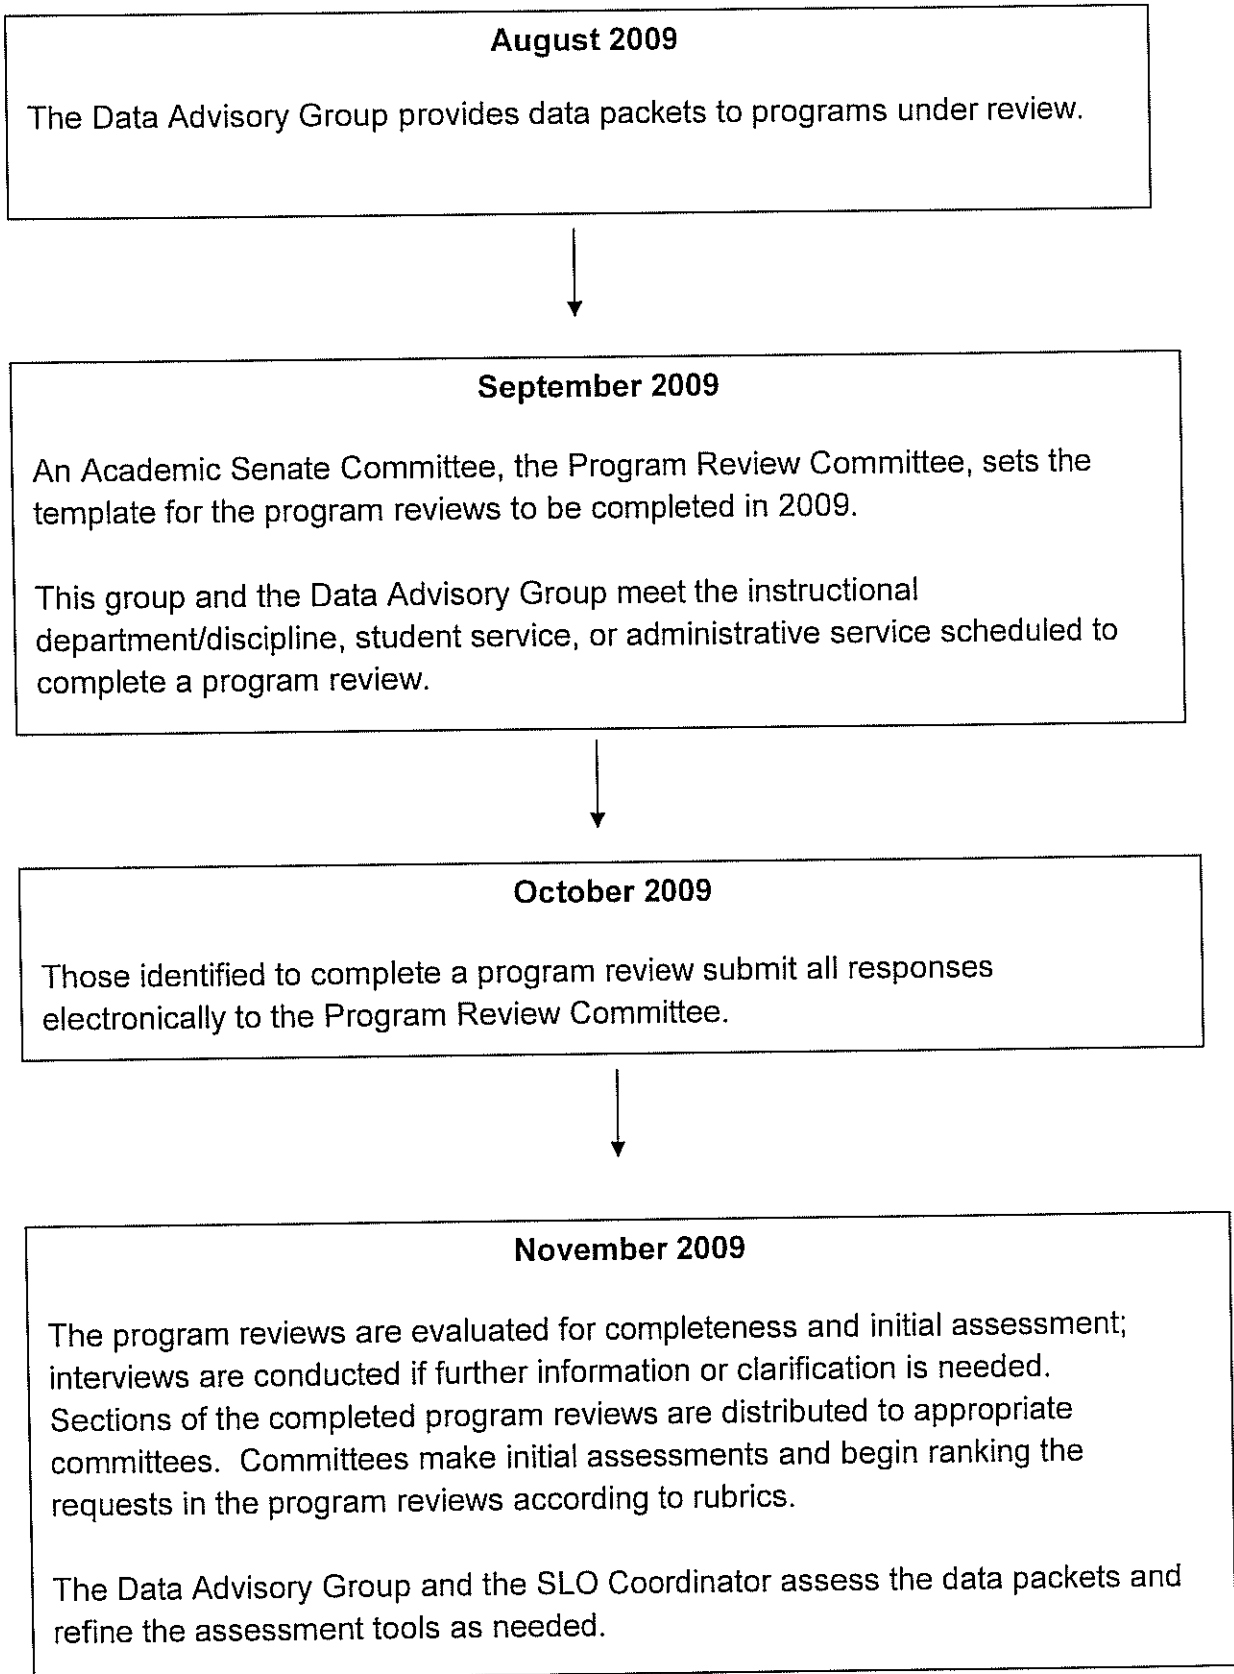 August 2009
The Data Advisory Group provides data packets to programs under review.
September 2009
An Academic Senate Committee, the Program Review Committee, sets the
template for the program reviews to be completed in 2009.
This group and the Data Advisory Group meet the instructional
department/discipline, student service, or administrative service scheduled to
complete a program review.
October 2009
Those identified to complete a program review submit all responses
electronically to the Program Review Committee.
November 2009
The program reviews are evaluated for completeness and initial assessment;
interviews are conducted if further information or clarification is needed.
Sections of the completed program reviews are distributed to appropriate
committees.  Committees make initial assessments and begin ranking the
requests in the program reviews according to rubrics.
The Data Advisory Group and the SLO Coordinator assess the data packets and
refine the assessment tools as needed.